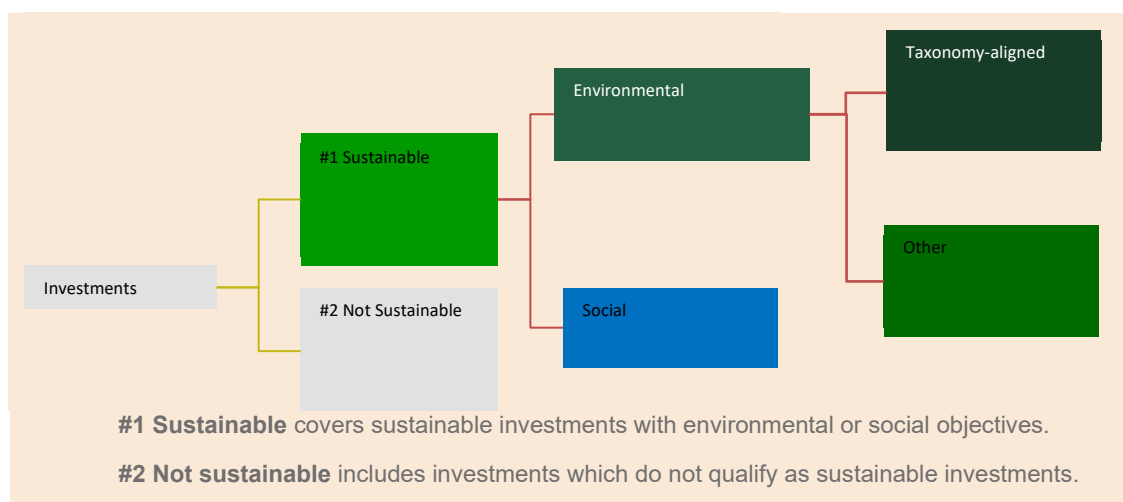 Taxonomy-aligned
Environmental
#1 Sustainable
Other
Investments
#2 Not Sustainable
Social
#1 Sustainable covers sustainable investments with environmental or social objectives.
#2 Not sustainable includes investments which do not qualify as sustainable investments.